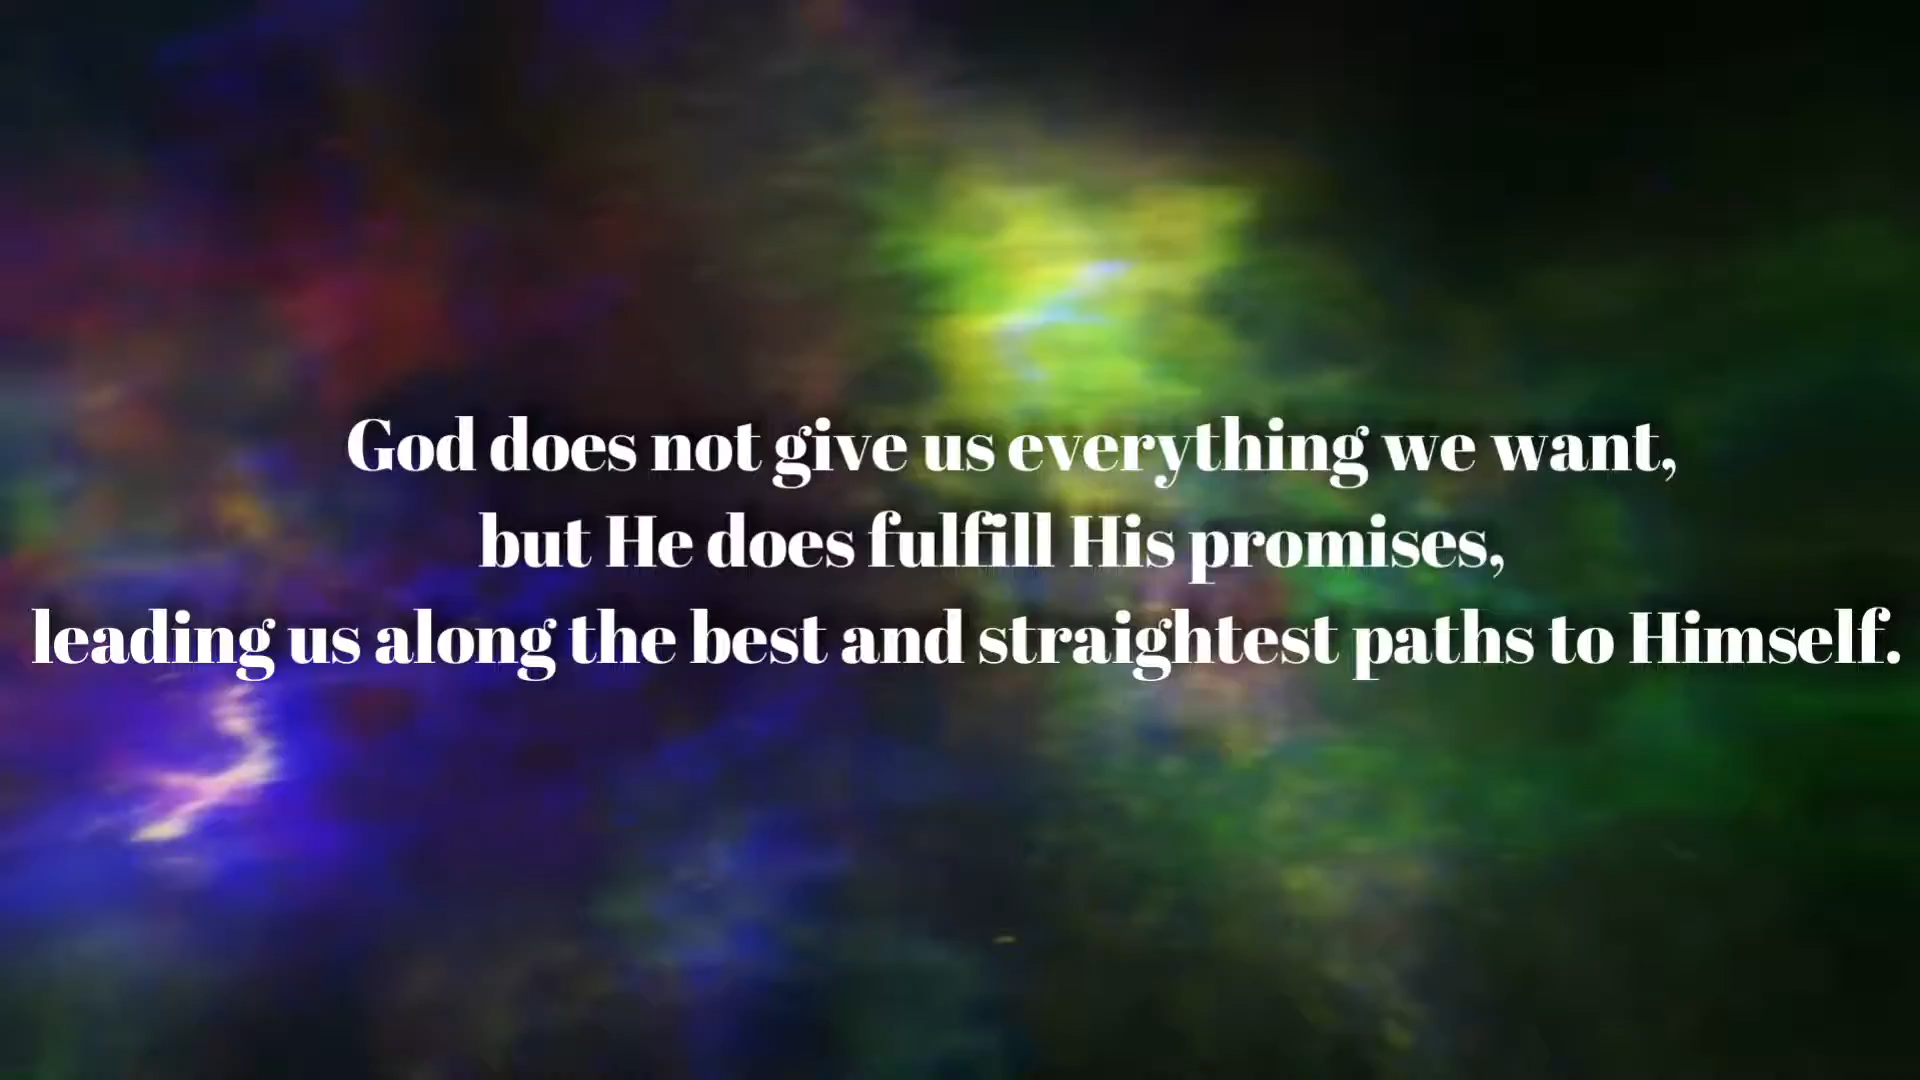 God does not give us everything we want,
but He does fulfill His promises,
leading us along the best and straightest paths to Himself.